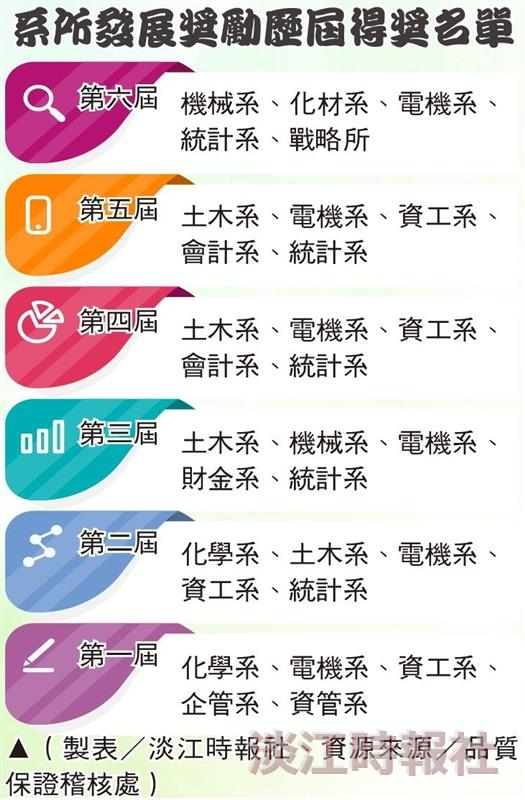 系所發展獎勵歷屆得獎名單
第六屆
機械系、化材系、電機系、
統計系、戰略所
第五屆
土木系、電機系、資工系、
會計系、統計系
第四屆
土木系、電機系、資工系、
會計系、統計系
第三屆
土木系、機械系、電機系、
財金系、統計系
第二屆
化學系、土木系、電機系、
資工系、統計系
第一屆
化學系、電機系、資工系、
企管系、資管系
▲(製表／淡江時報社、資源來源／品質
保證稽核處)
淡江時報社